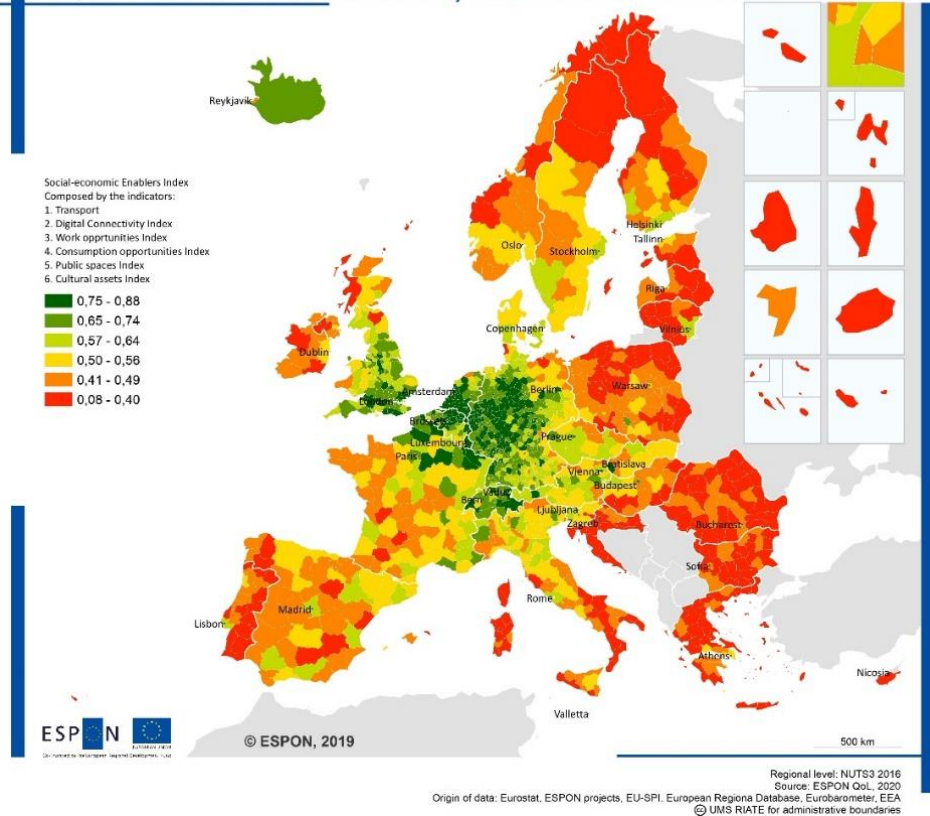 Reykjavik
Social-economic Enablers Index
Composed by the indicators:
1. Transport
2. Digital Connectivity Index
3. Work opprtunities Index
4. Consumption opportunities Index
5. Public spaces Index
6. Cultural assets Index
0,75 - 0,88
0,65 - 0,74
0,57 - 0,64
0,50 - 0,56
0,41 - 0,49
0,08 - 0,40
Helsinki
Tallinn
Oslo
Stockholm
Riga
Copenhagen
Vilnius
Dublin
Amsterdam
Berlin
Warsaw
London
Brussels
Luxembourg
Prague
Paris
Vienna
Bratislava
Budapest
Bern
Vaduz
Ljubljana
Zagreb
Bucharest
Sofia
Madrid
Rome
Lisbon
Athens
Nicosia
Valletta
ESPON
© ESPON, 2019
500 km
Regional level: NUTS3 2016
Source: ESPON QoL, 2020
Origin of data: Eurostat, ESPON projects, EU-SPI. European Regiona Database, Eurobarometer, EEA
UMS RIATE for administrative boundaries